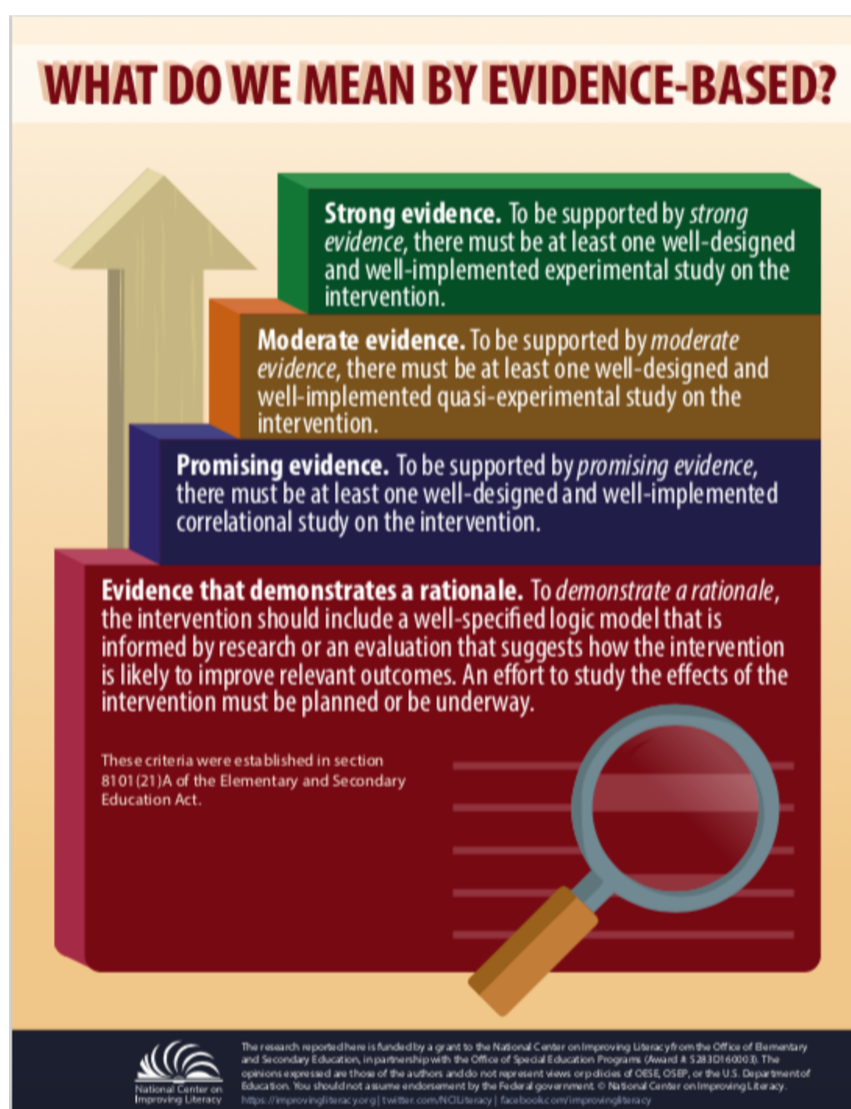 WHAT DO WE MEAN BY EVIDENCE-BASED?
Strong evidence. To be supported by strong
evidence, there must be at least one well-designed
and well-implemented experimental study on the
intervention.
Moderate evidence. To be supported by moderate
evidence, there must be at least one well-designed and
well-implemented quasi-experimental study on the
intervention.
Promising evidence. To be supported by promising evidence,
there must be at least one well-designed and well-implemented
correlational study on the intervention.
Evidence that demonstrates a rationale. To demonstrate a rationale,
the intervention should include a well-specified logic model that is
informed by research or an evaluation that suggests how the intervention
is likely to improve relevant outcomes. An effort to study the effects of the
intervention must be planned or be underway.
These criteria were established in section
8101(21)A of the Elementary and Secondary
Education Act.
National Center on
Improving Literacy
The research reported here is funded by a grant to the National Center on Improving Literacy from the Office of Elementary
and Secondary Education, in partnership with the Office of Special Education Programs (Award # S283D160003). The
opinions expressed are those of the authors and do not represent views or policies of OESE, OSEP, or the U.S. Department of
Education. You should not assume endorsement by the Federal government. © National Center on Improving Literacy.
https://improvingliteracy.org | twitter.com/NCILiteracy | facebook.com/improvingliteracy